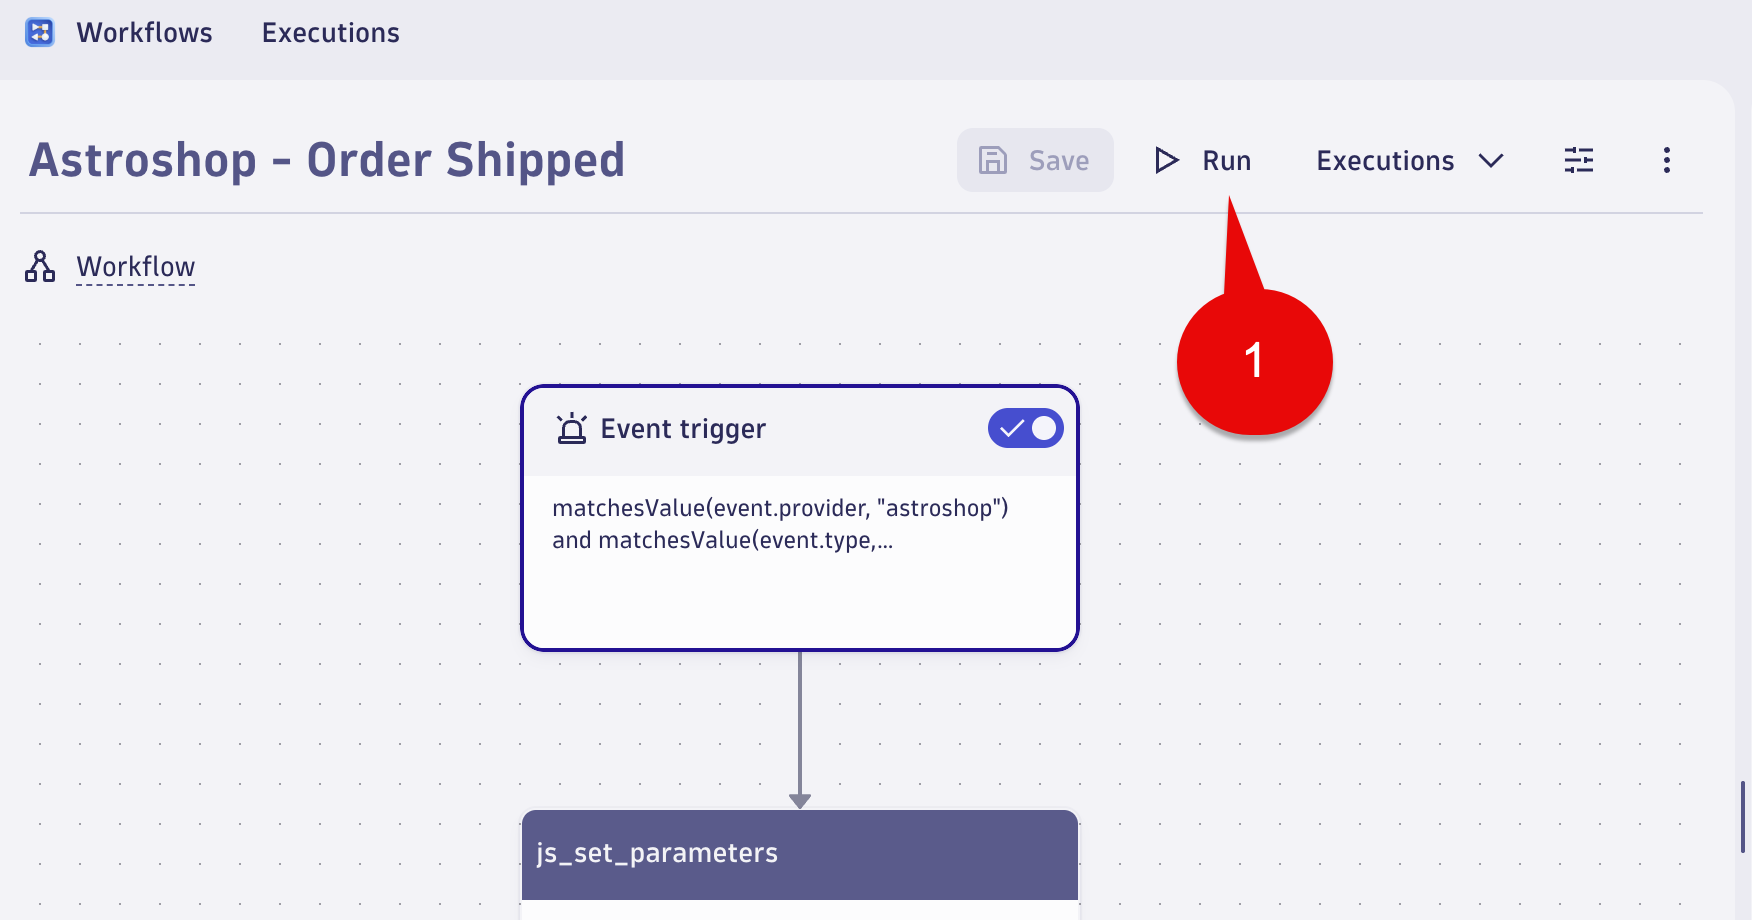 Workflows Executions
Astroshop - Order Shipped
Save Run Executions
Workflow
1
Event trigger
matchesValue(event.provider, "astroshop")
and matchesValue(event.type,...
js_set_parameters